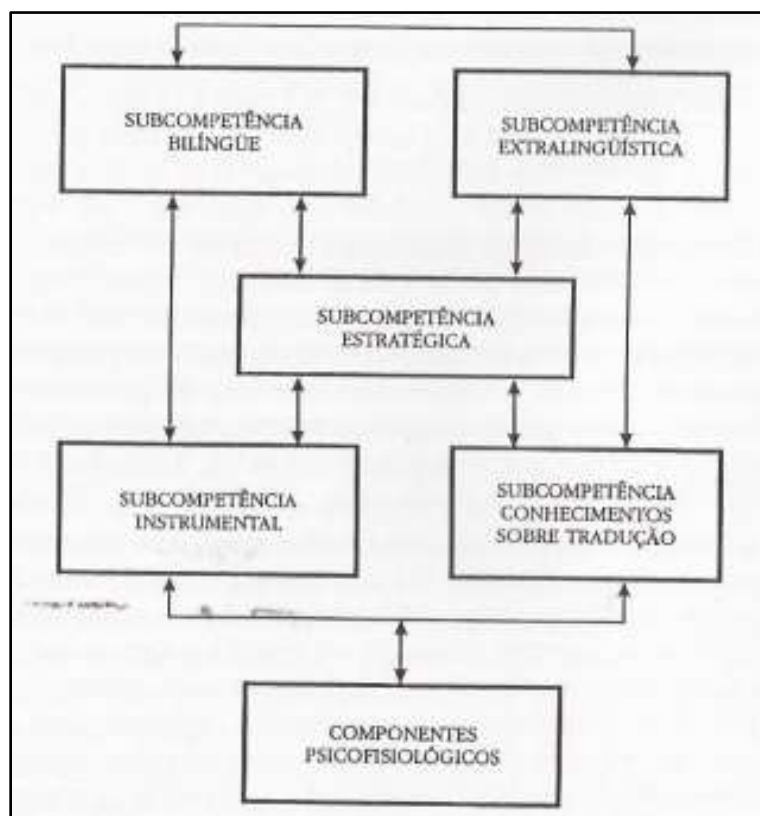 SUBCOMPETÊNCIA
BILÍNGÜE
SUBCOMPETÊNCIA
EXTRALINGÜÍSTICA
SUBCOMPETÊNCIA
ESTRATÉGICA
SUBCOMPETÊNCIA
INSTRUMENTAL
SUBCOMPETÊNCIA
CONHECIMENTOS
SOBRE TRADUÇÃO
COMPONENTES
PSICOFISIOLÓGICOS